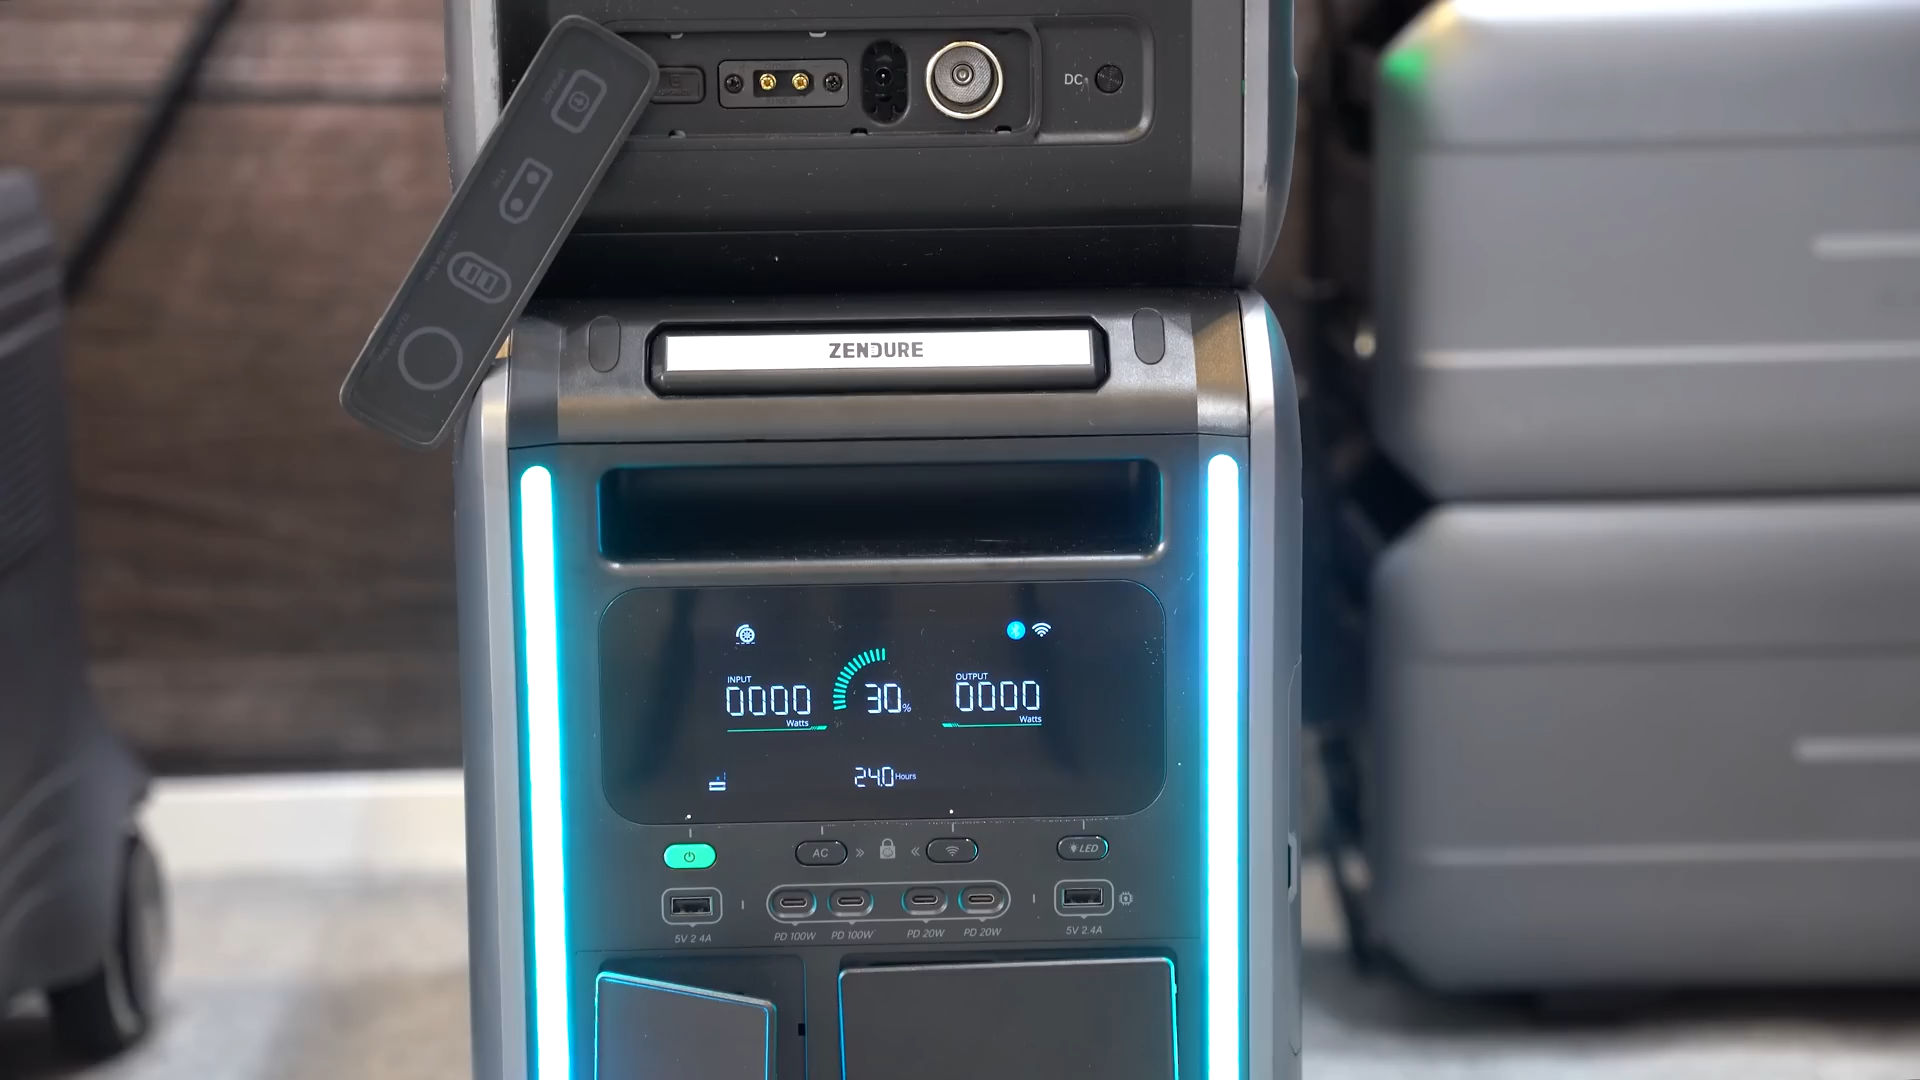 DC
ZENDURE
INPUT
0000
Watts
30%
OUTPUT
0000
Watts
x1
24.0 Hours
AC
LED
5V 2.4A
PD 100W
PD 100W
PD 20W
PD 20W
5V 2.4A